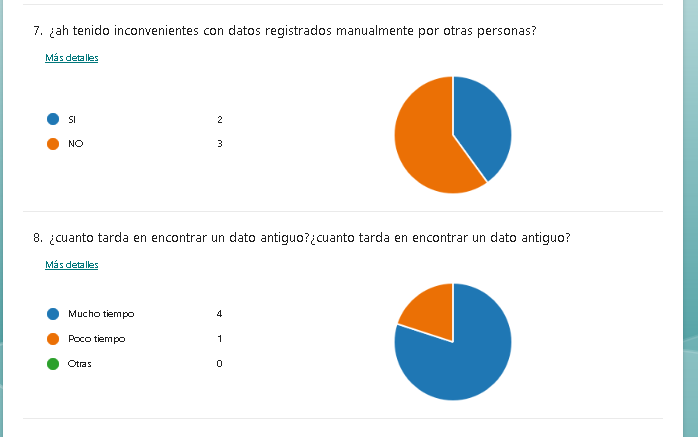 7. ¿ah tenido inconvenientes con datos registrados manualmente por otras personas?
Más detalles
SI 2
NO 3
8. ¿cuanto tarda en encontrar un dato antiguo?¿cuanto tarda en encontrar un dato antiguo?
Más detalles
Mucho tiempo 4
Poco tiempo 1
Otras 0